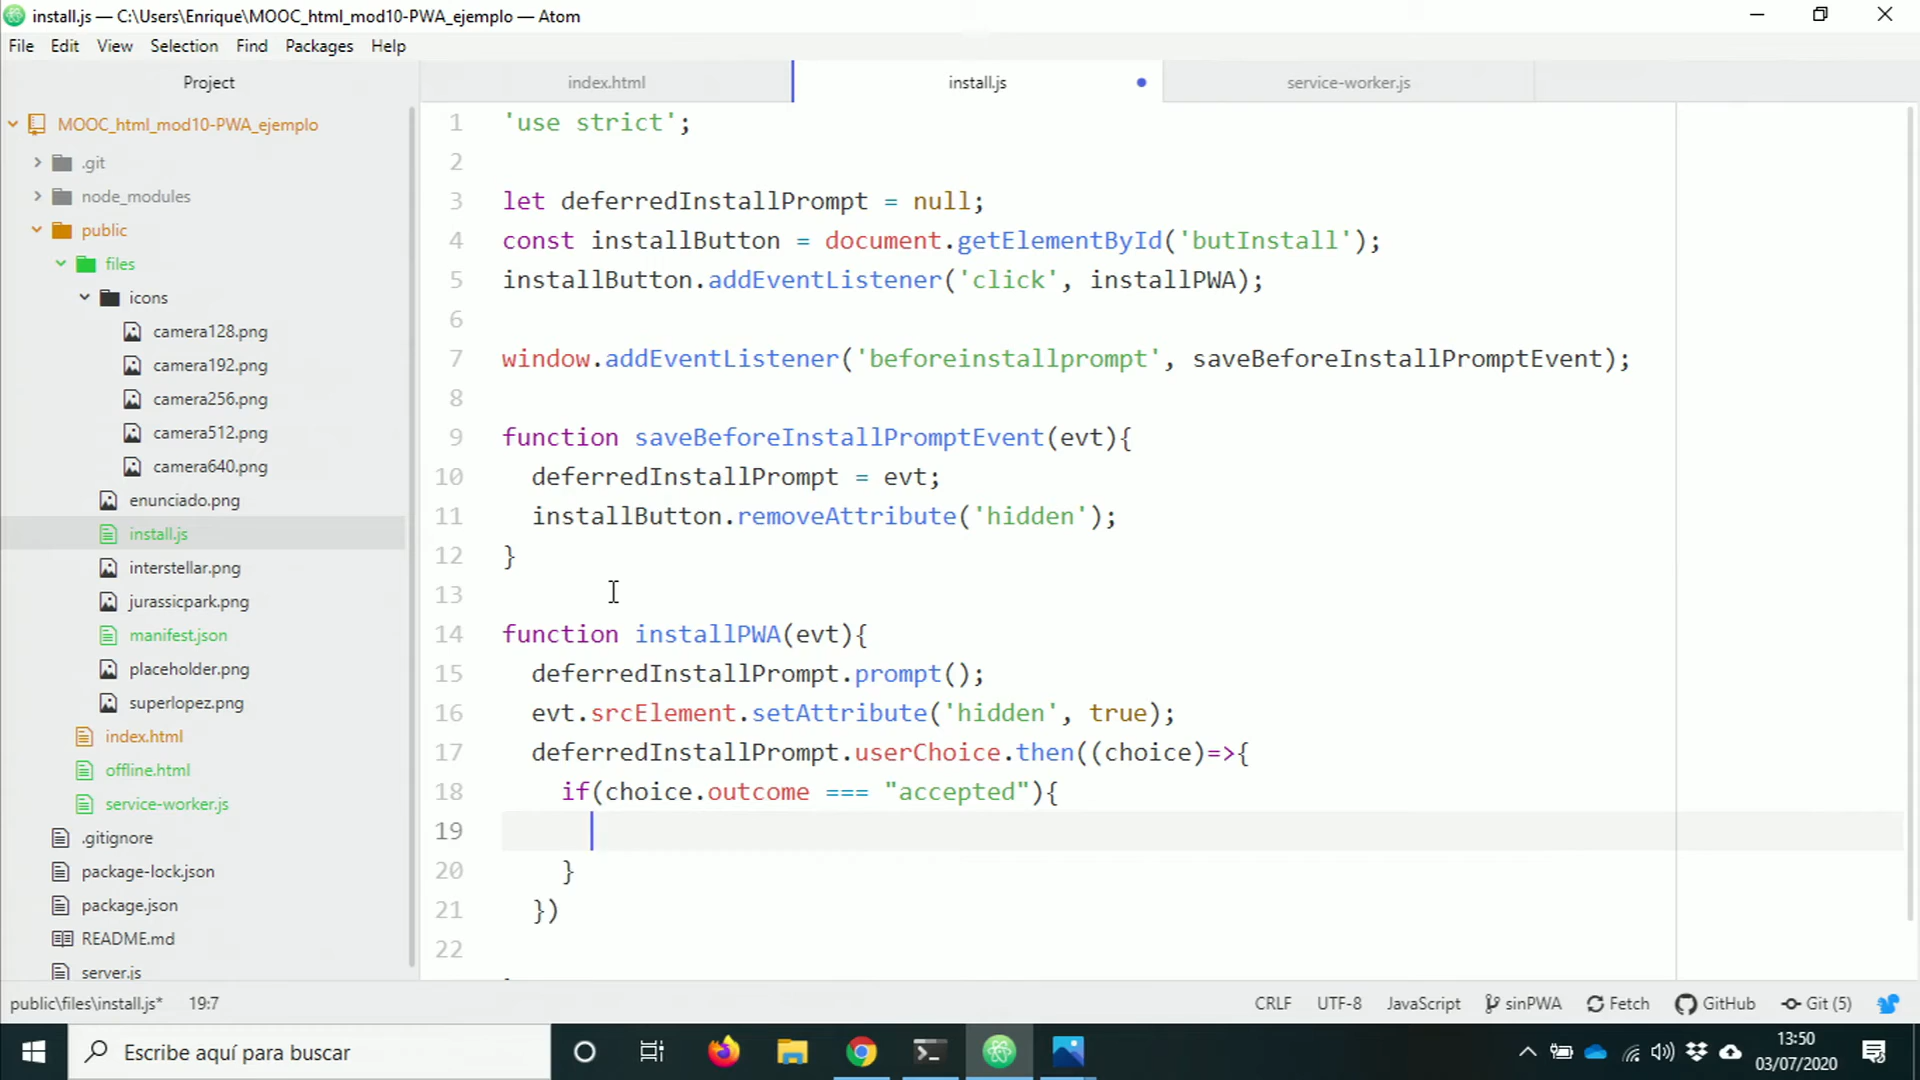 install.js — C:\Users\Enrique\MOOC_html_mod10-PWA_ejemplo — Atom
File Edit View Selection Find Packages Help
Project
index.html
install.js
service-worker.js
MOOC_html_mod10-PWA_ejemplo
.git
node_modules
public
files
icons
camera128.png
camera192.png
camera256.png
camera512.png
camera640.png
enunciado.png
install.js
interstellar.png
jurassicpark.png
manifest.json
placeholder.png
superlopez.png
index.html
offline.html
service-worker.js
.gitignore
package-lock.json
package.json
README.md
server.js
1 'use strict';
2
3 let deferredInstallPrompt = null;
4 const installButton = document.getElementById('butInstall');
5 installButton.addEventListener('click', installPWA);
6
7 window.addEventListener('beforeinstallprompt', saveBeforeInstallPromptEvent);
8
9 function saveBeforeInstallPromptEvent(evt){
10 deferredInstallPrompt = evt;
11 installButton.removeAttribute('hidden');
12 }
13
14 function installPWA(evt){
15 deferredInstallPrompt.prompt();
16 evt.srcElement.setAttribute('hidden', true);
17 deferredInstallPrompt.userChoice.then((choice)=>{
18 if(choice.outcome === "accepted"){
19
20 }
21 })
22
public\files\install.js* 19:7
CRLF UTF-8 JavaScript sinPWA Fetch GitHub Git (5)
Escribe aquí para buscar
13:50
03/07/2020